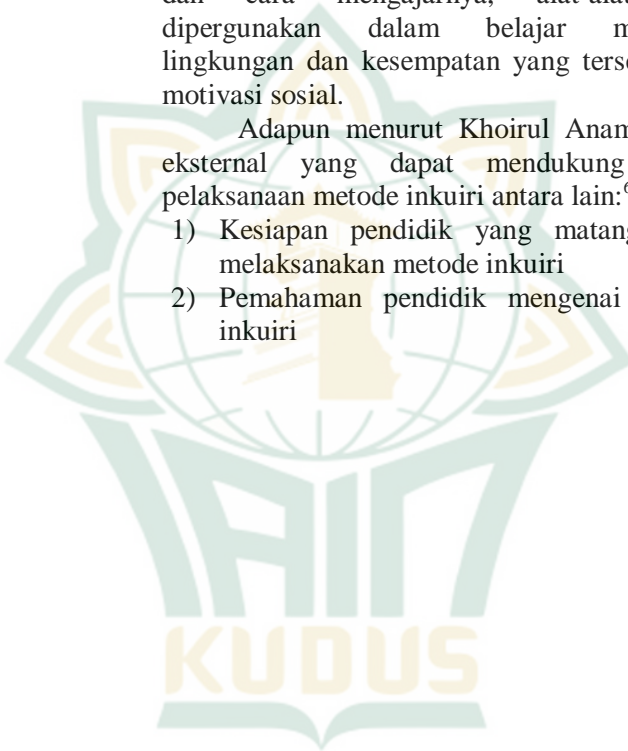 dan cara mengajarnya, alat-alat
dipergunakan dalam belajar m
lingkungan dan kesempatan yang terse
motivasi sosial.
Adapun menurut Khoirul Anam
eksternal yang dapat mendukung
pelaksanaan metode inkuiri antara lain:⁶
1) Kesiapan pendidik yang matang
melaksanakan metode inkuiri
2) Pemahaman pendidik mengenai
inkuiri
IAIN
KUDUS